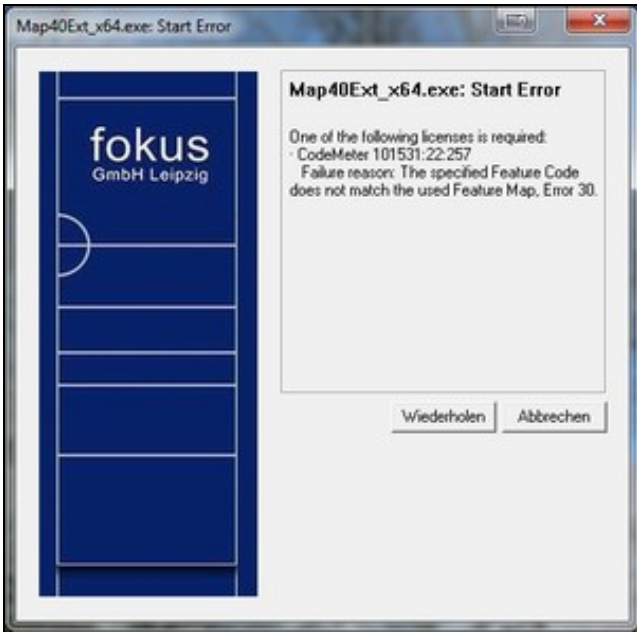 Map40Ext_x64.exe: Start Error
fokus
GmbH Leipzig
Map40Ext_x64.exe: Start Error
One of the following licenses is required:
· CodeMeter 101531:22:257
Failure reason: The specified Feature Code
does not match the used Feature Map, Error 30.
Wiederholen
Abbrechen